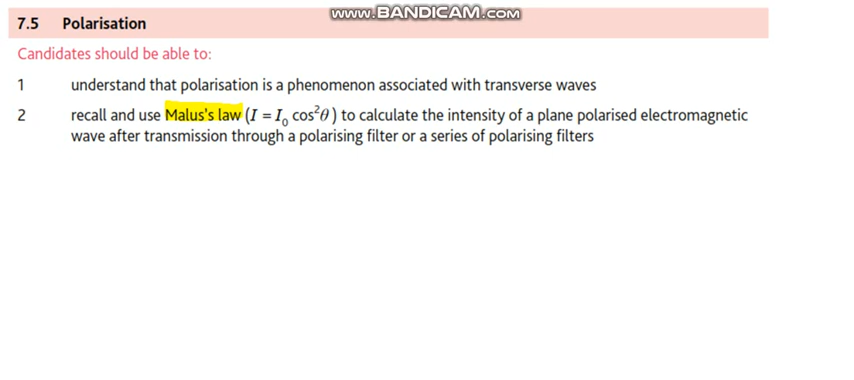 www.BANDICAM.com
7.5 Polarisation
Candidates should be able to:
1 understand that polarisation is a phenomenon associated with transverse waves
2 recall and use Malus's law (I = I₀ cos²θ) to calculate the intensity of a plane polarised electromagnetic
wave after transmission through a polarising filter or a series of polarising filters